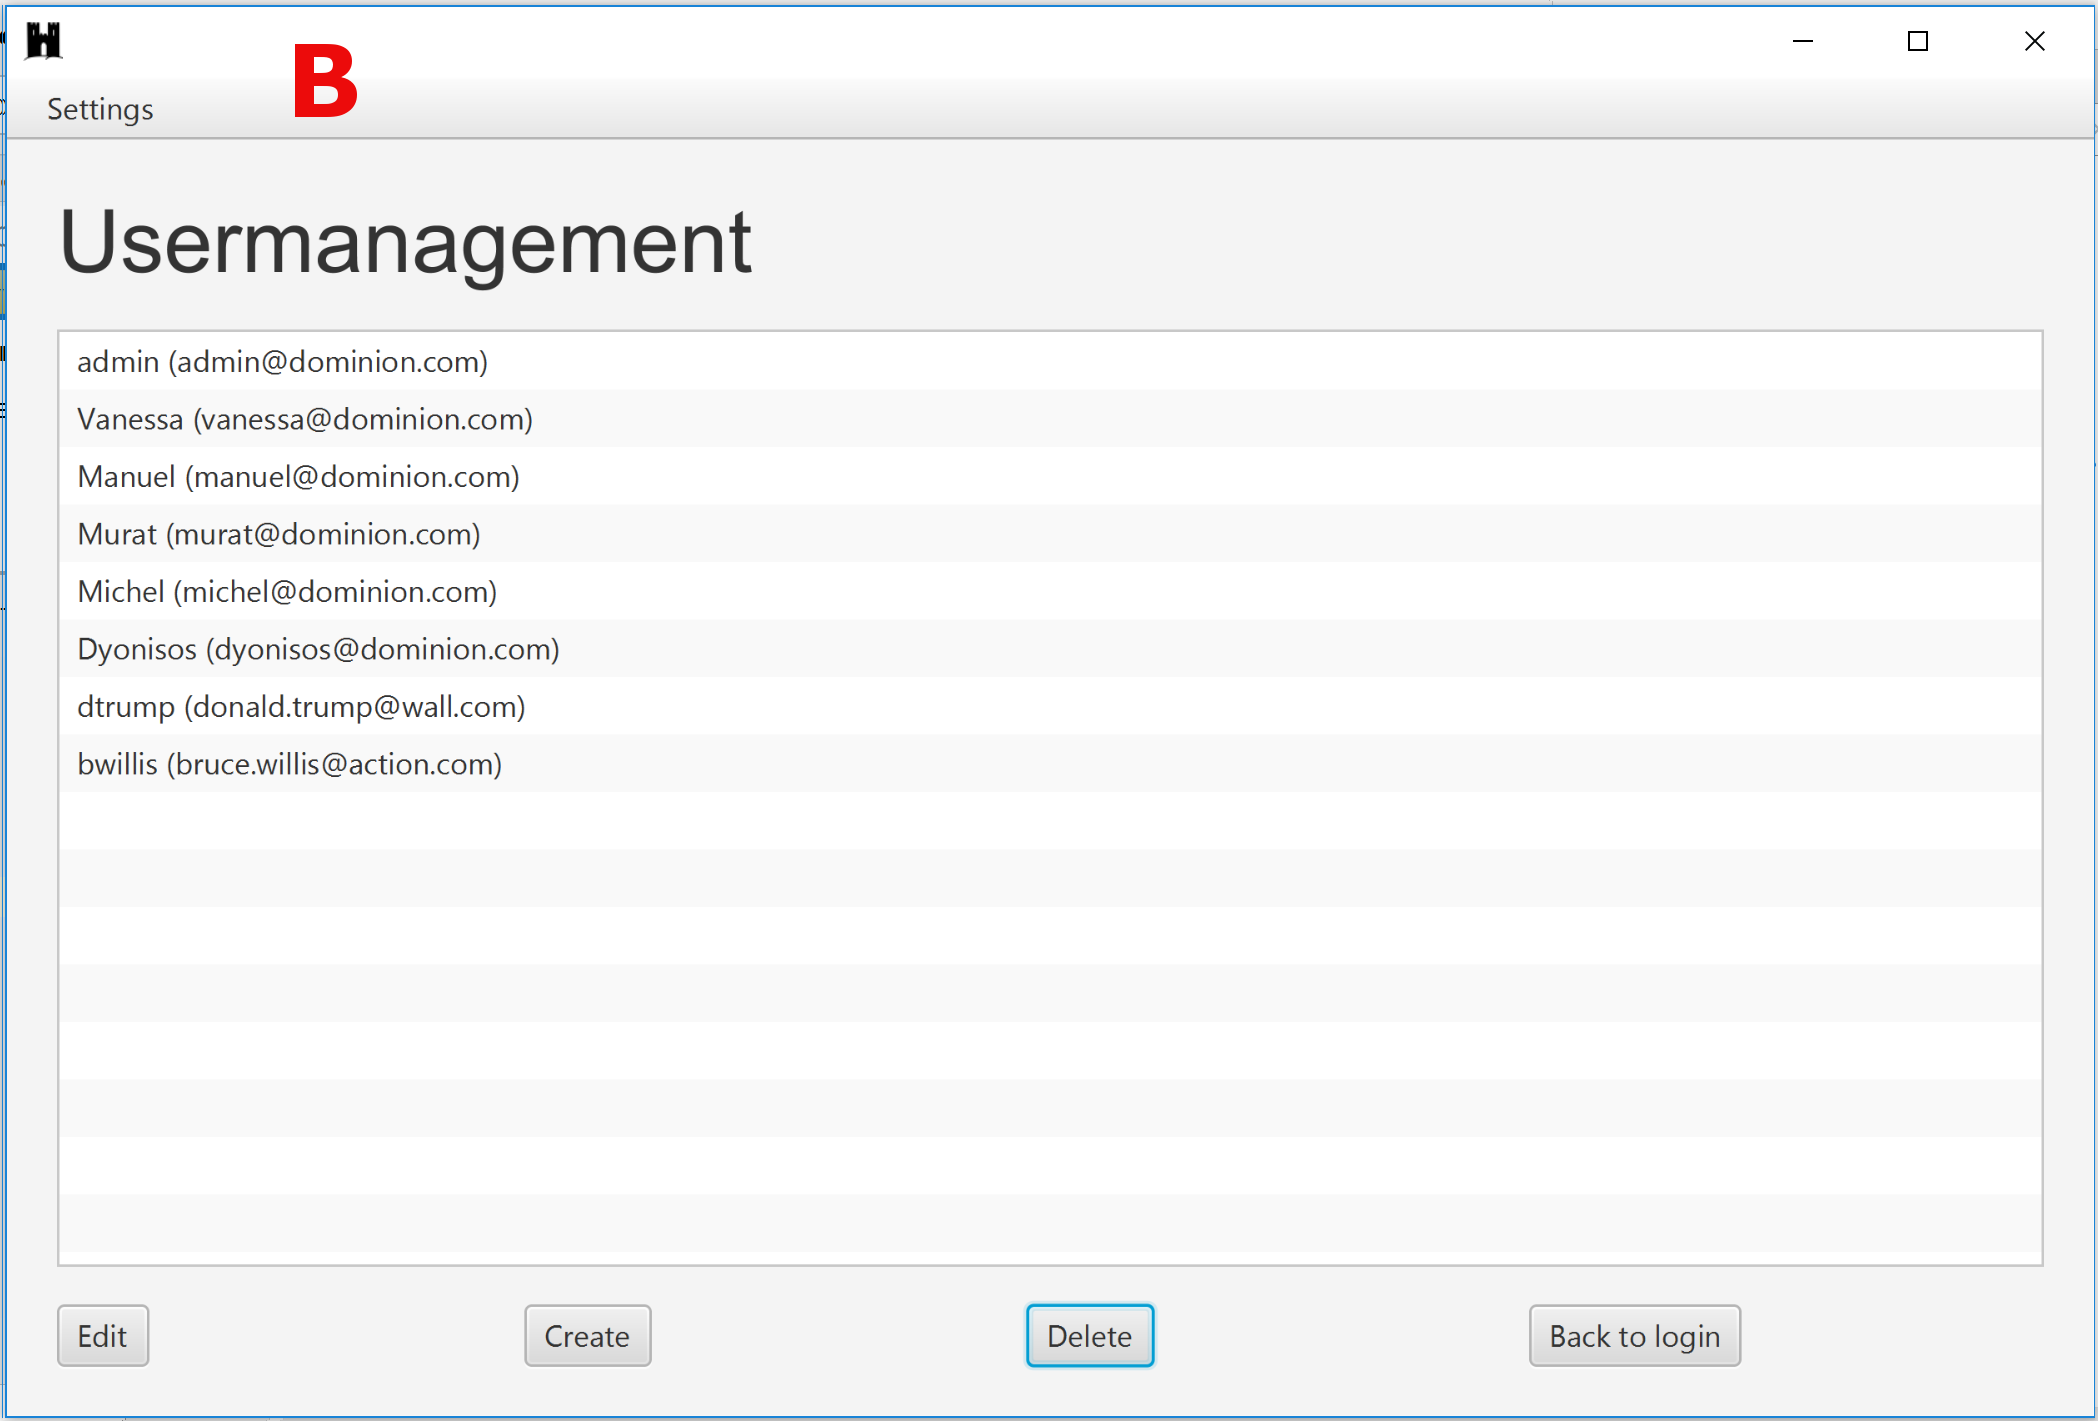 B
Settings
Usermanagement
admin (admin@dominion.com)
Vanessa (vanessa@dominion.com)
Manuel (manuel@dominion.com)
Murat (murat@dominion.com)
Michel (michel@dominion.com)
Dyonisos (dyonisos@dominion.com)
dtrump (donald.trump@wall.com)
bwillis (bruce.willis@action.com)
Edit Create Delete Back to login